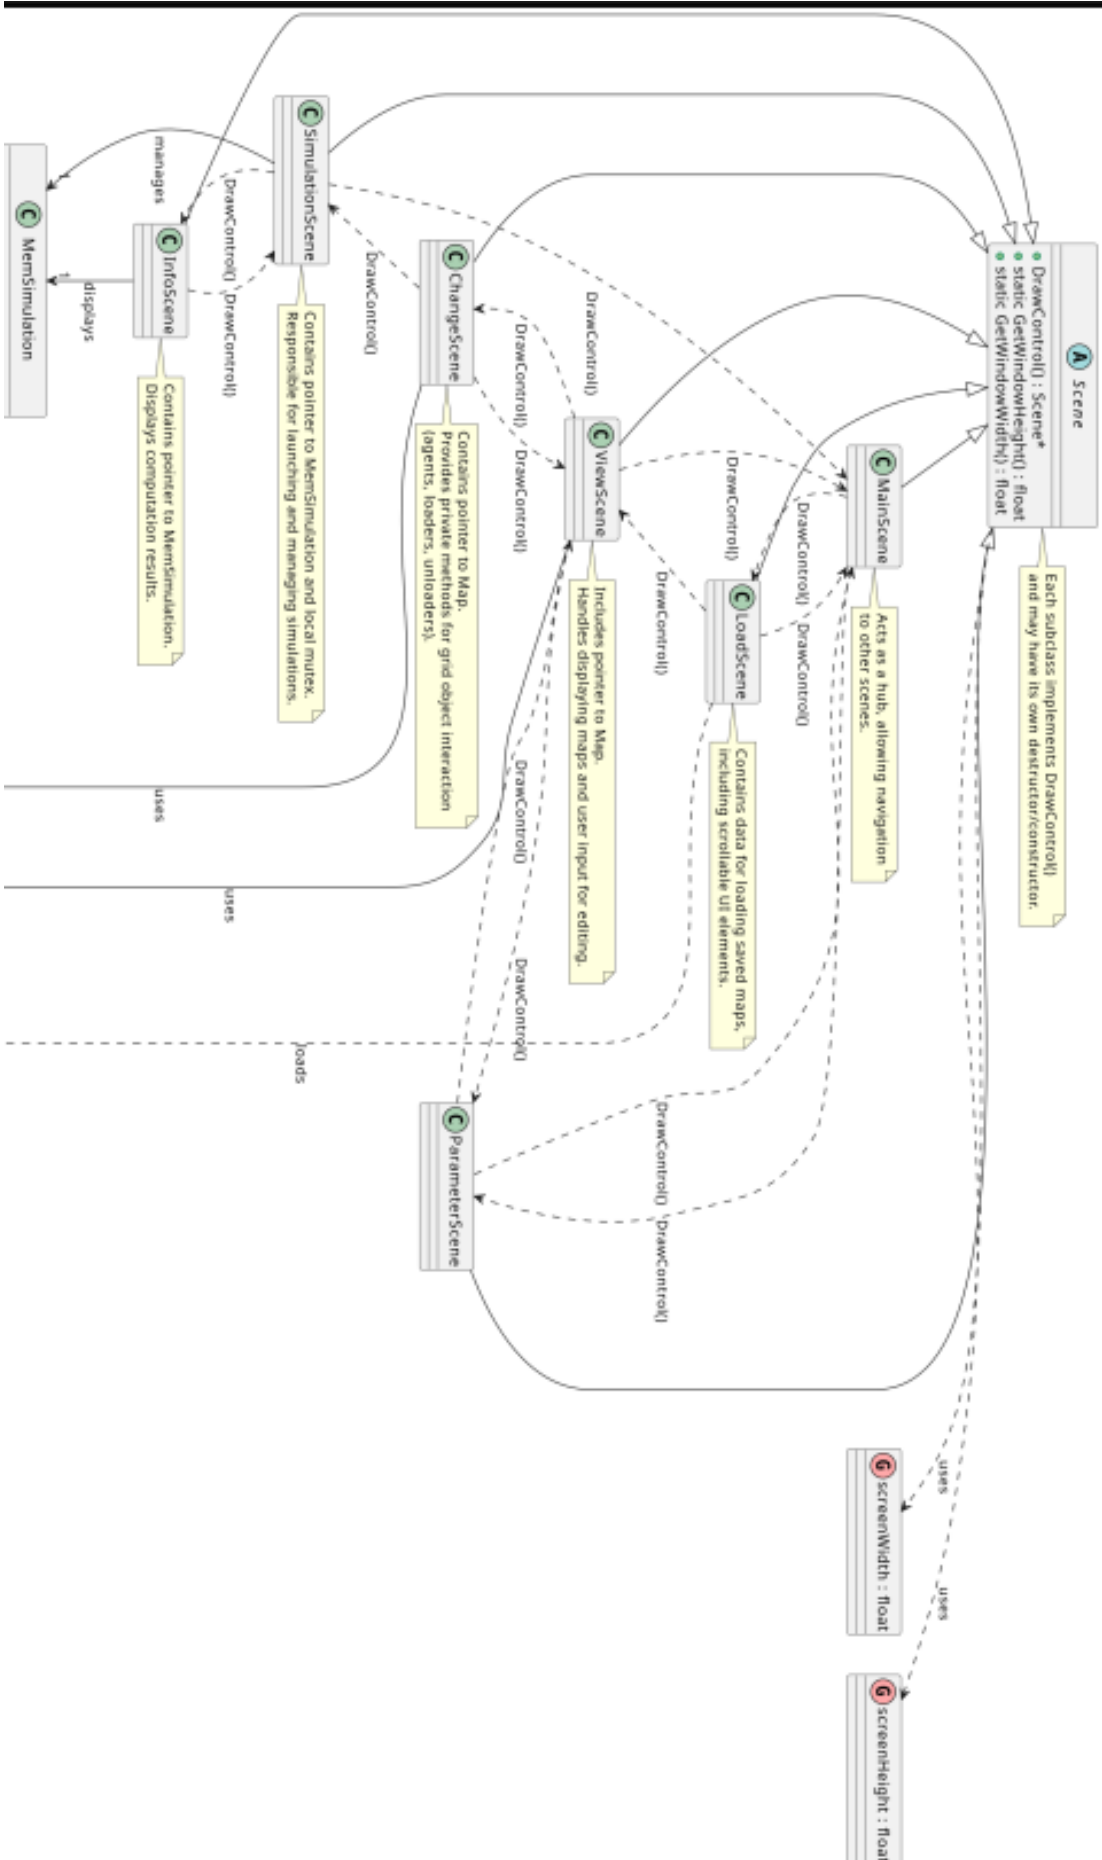 A Scene
DrawControl() : Scene*
static GetWindowHeight() : float
static GetWindowWidth() : float
Each subclass implements DrawControl()
and may have its own destructor/constructor.
C MainScene
Acts as a hub, allowing navigation
to other scenes.
G screenWidth : float
G screenHeight : float
uses
uses
C LoadScene
Contains data for loading saved maps,
including scrollable UI elements.
DrawControl()
DrawControl()
DrawControl()
DrawControl()
DrawControl()
DrawControl()
C ViewScene
Includes pointer to Map.
Handles displaying maps and user input for editing.
DrawControl()
DrawControl()
DrawControl()
DrawControl()
DrawControl()
C ChangeScene
Contains pointer to Map.
Provides private methods for grid object interaction
(agents, loaders, unloaders).
C ParameterScene
DrawControl()
C SimulationScene
Contains pointer to MemSimulation and local mutex.
Responsible for launching and managing simulations.
loads
DrawControl()
DrawControl()
uses
C InfoScene
Contains pointer to MemSimulation.
Displays computation results.
manages
uses
displays
1
1
C MemSimulation